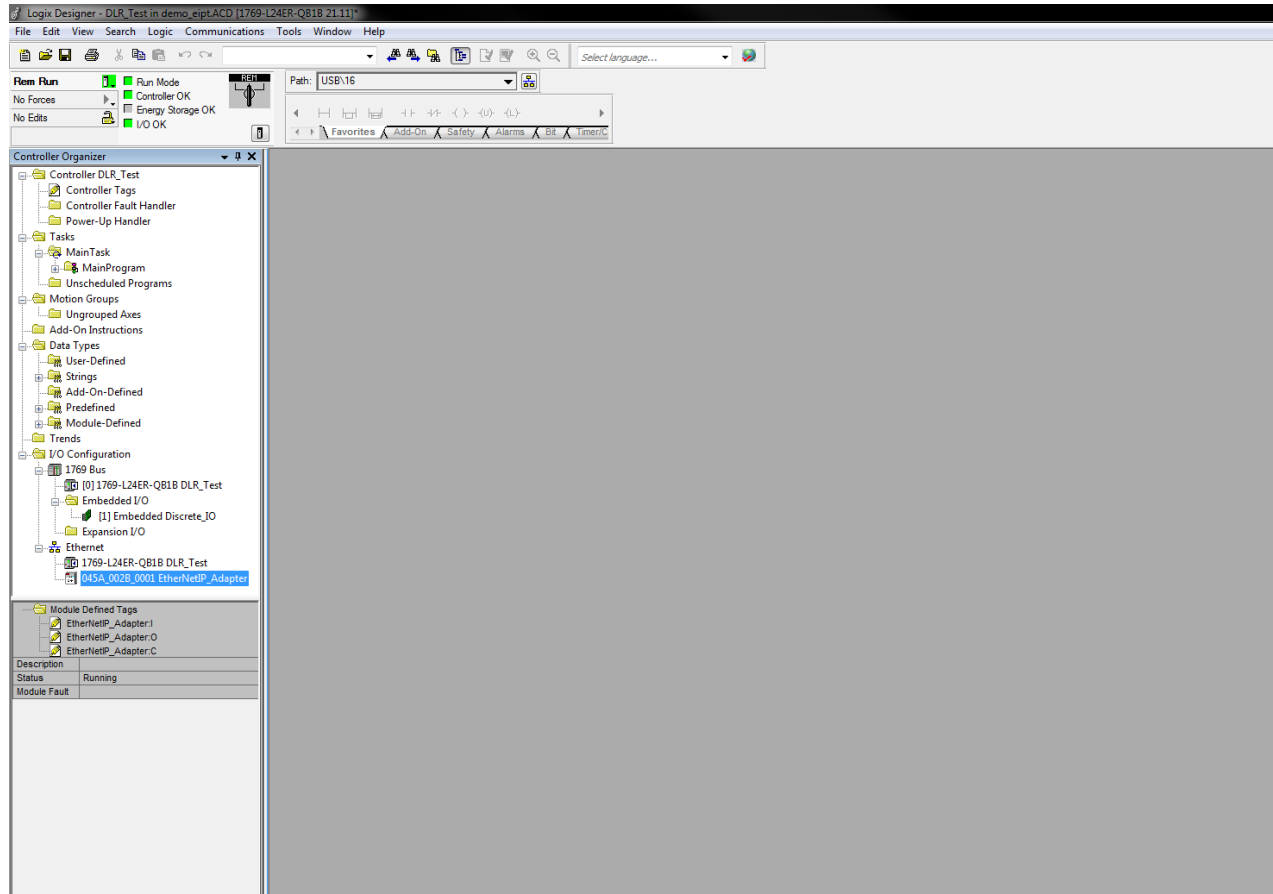 Logix Designer - DLR_Test in demo_eipt.ACD [1769-L24ER-QB1B 21.11]*
File Edit View Search Logic Communications Tools Window Help
Select language...
Rem Run
Run Mode
REM
Path: USB\16
No Forces
Controller OK
Energy Storage OK
No Edits
I/O OK
Favorites Add-On Safety Alarms Bit Timer/C
Controller Organizer
Controller DLR_Test
Controller Tags
Controller Fault Handler
Power-Up Handler
Tasks
MainTask
MainProgram
Unscheduled Programs
Motion Groups
Ungrouped Axes
Add-On Instructions
Data Types
User-Defined
Strings
Add-On-Defined
Predefined
Module-Defined
Trends
I/O Configuration
1769 Bus
[0] 1769-L24ER-QB1B DLR_Test
Embedded I/O
[1] Embedded Discrete_IO
Expansion I/O
Ethernet
1769-L24ER-QB1B DLR_Test
045A_002B_0001 EtherNetIP_Adapter
Module Defined Tags
EtherNetIP_Adapter:I
EtherNetIP_Adapter:O
EtherNetIP_Adapter:C
Description
Status Running
Module Fault